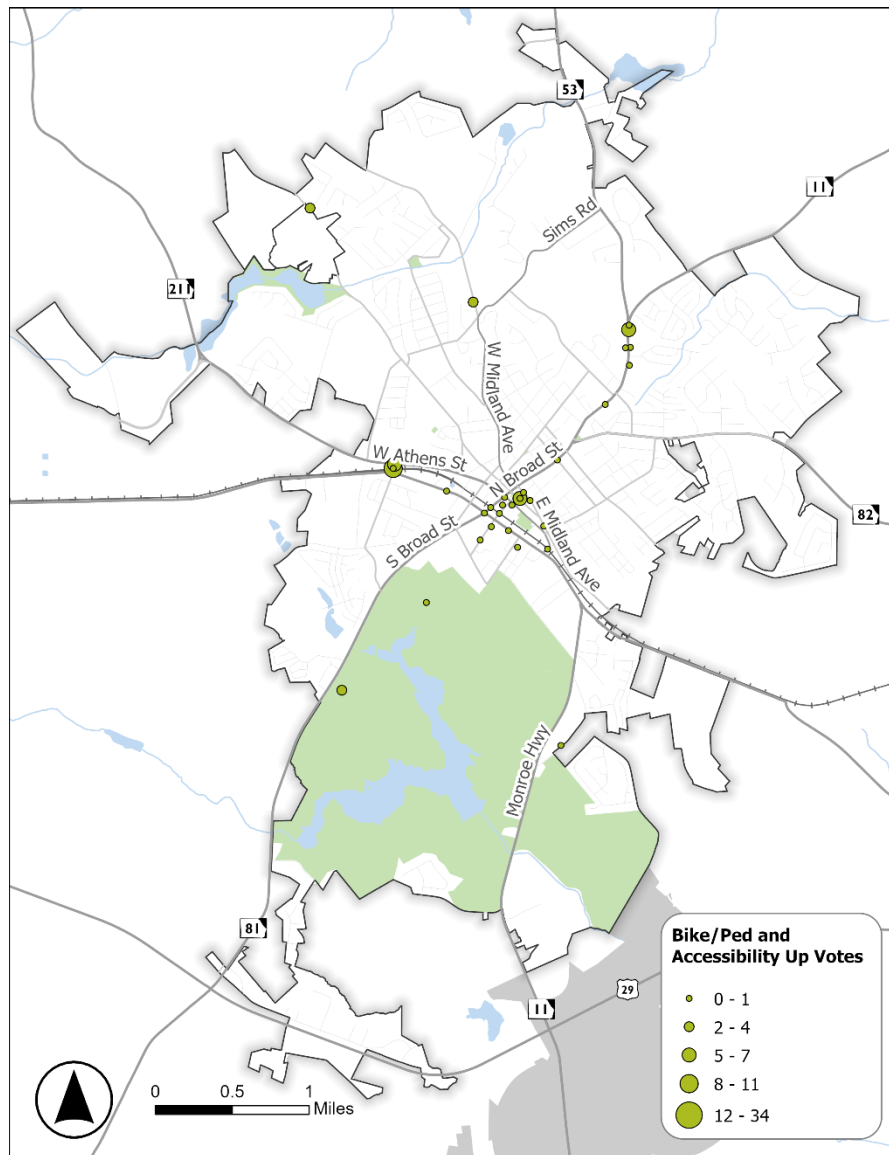 53
11
Sims Rd
211
W Midland Ave
W Athens St
N Broad St
82
S Broad St
E Midland Ave
Monroe Hwy
81
29
11
Bike/Ped and
Accessibility Up Votes
0 - 1
2 - 4
5 - 7
8 - 11
12 - 34
0 0.5 1
Miles